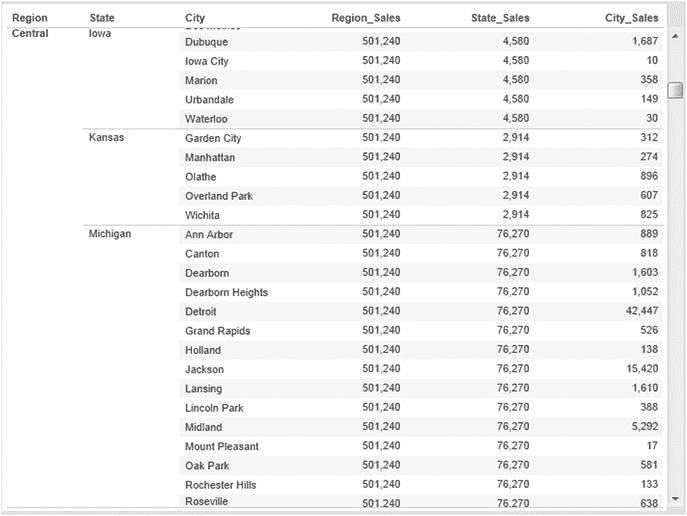 Region State City Region_Sales State_Sales City_Sales
Central Iowa
Dubuque 501,240 4,580 1,687
Iowa City 501,240 4,580 10
Marion 501,240 4,580 358
Urbandale 501,240 4,580 149
Waterloo 501,240 4,580 30
Kansas Garden City 501,240 2,914 312
Manhattan 501,240 2,914 274
Olathe 501,240 2,914 896
Overland Park 501,240 2,914 607
Wichita 501,240 2,914 825
Michigan Ann Arbor 501,240 76,270 889
Canton 501,240 76,270 818
Dearborn 501,240 76,270 1,603
Dearborn Heights 501,240 76,270 1,052
Detroit 501,240 76,270 42,447
Grand Rapids 501,240 76,270 526
Holland 501,240 76,270 138
Jackson 501,240 76,270 15,420
Lansing 501,240 76,270 1,610
Lincoln Park 501,240 76,270 388
Midland 501,240 76,270 5,292
Mount Pleasant 501,240 76,270 17
Oak Park 501,240 76,270 581
Rochester Hills 501,240 76,270 133
Roseville 501,240 76,270 638